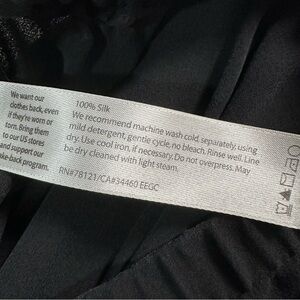 We want our
clothes back, even
if they're worn or
torn. Bring them
to our US stores
and support our
ake-back program.
100% Silk
We recommend machine wash cold, separately, using
mild detergent, gentle cycle, no bleach. Rinse well. Line
dry. Use cool iron, if necessary. Do not overpress. May
be dry cleaned with light steam.
RN#78121/CA#34460 EEGC